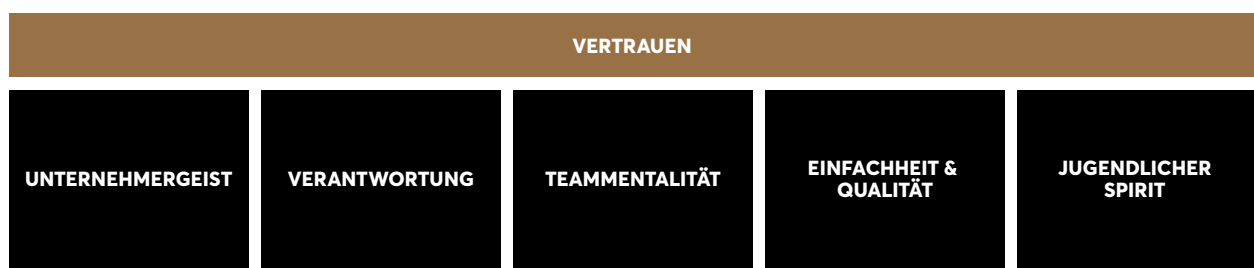 VERTRAUEN
UNTERNEHMERGEIST
VERANTWORTUNG
TEAMMENTALITÄT
EINFACHHEIT &
QUALITÄT
JUGENDLICHER
SPIRIT